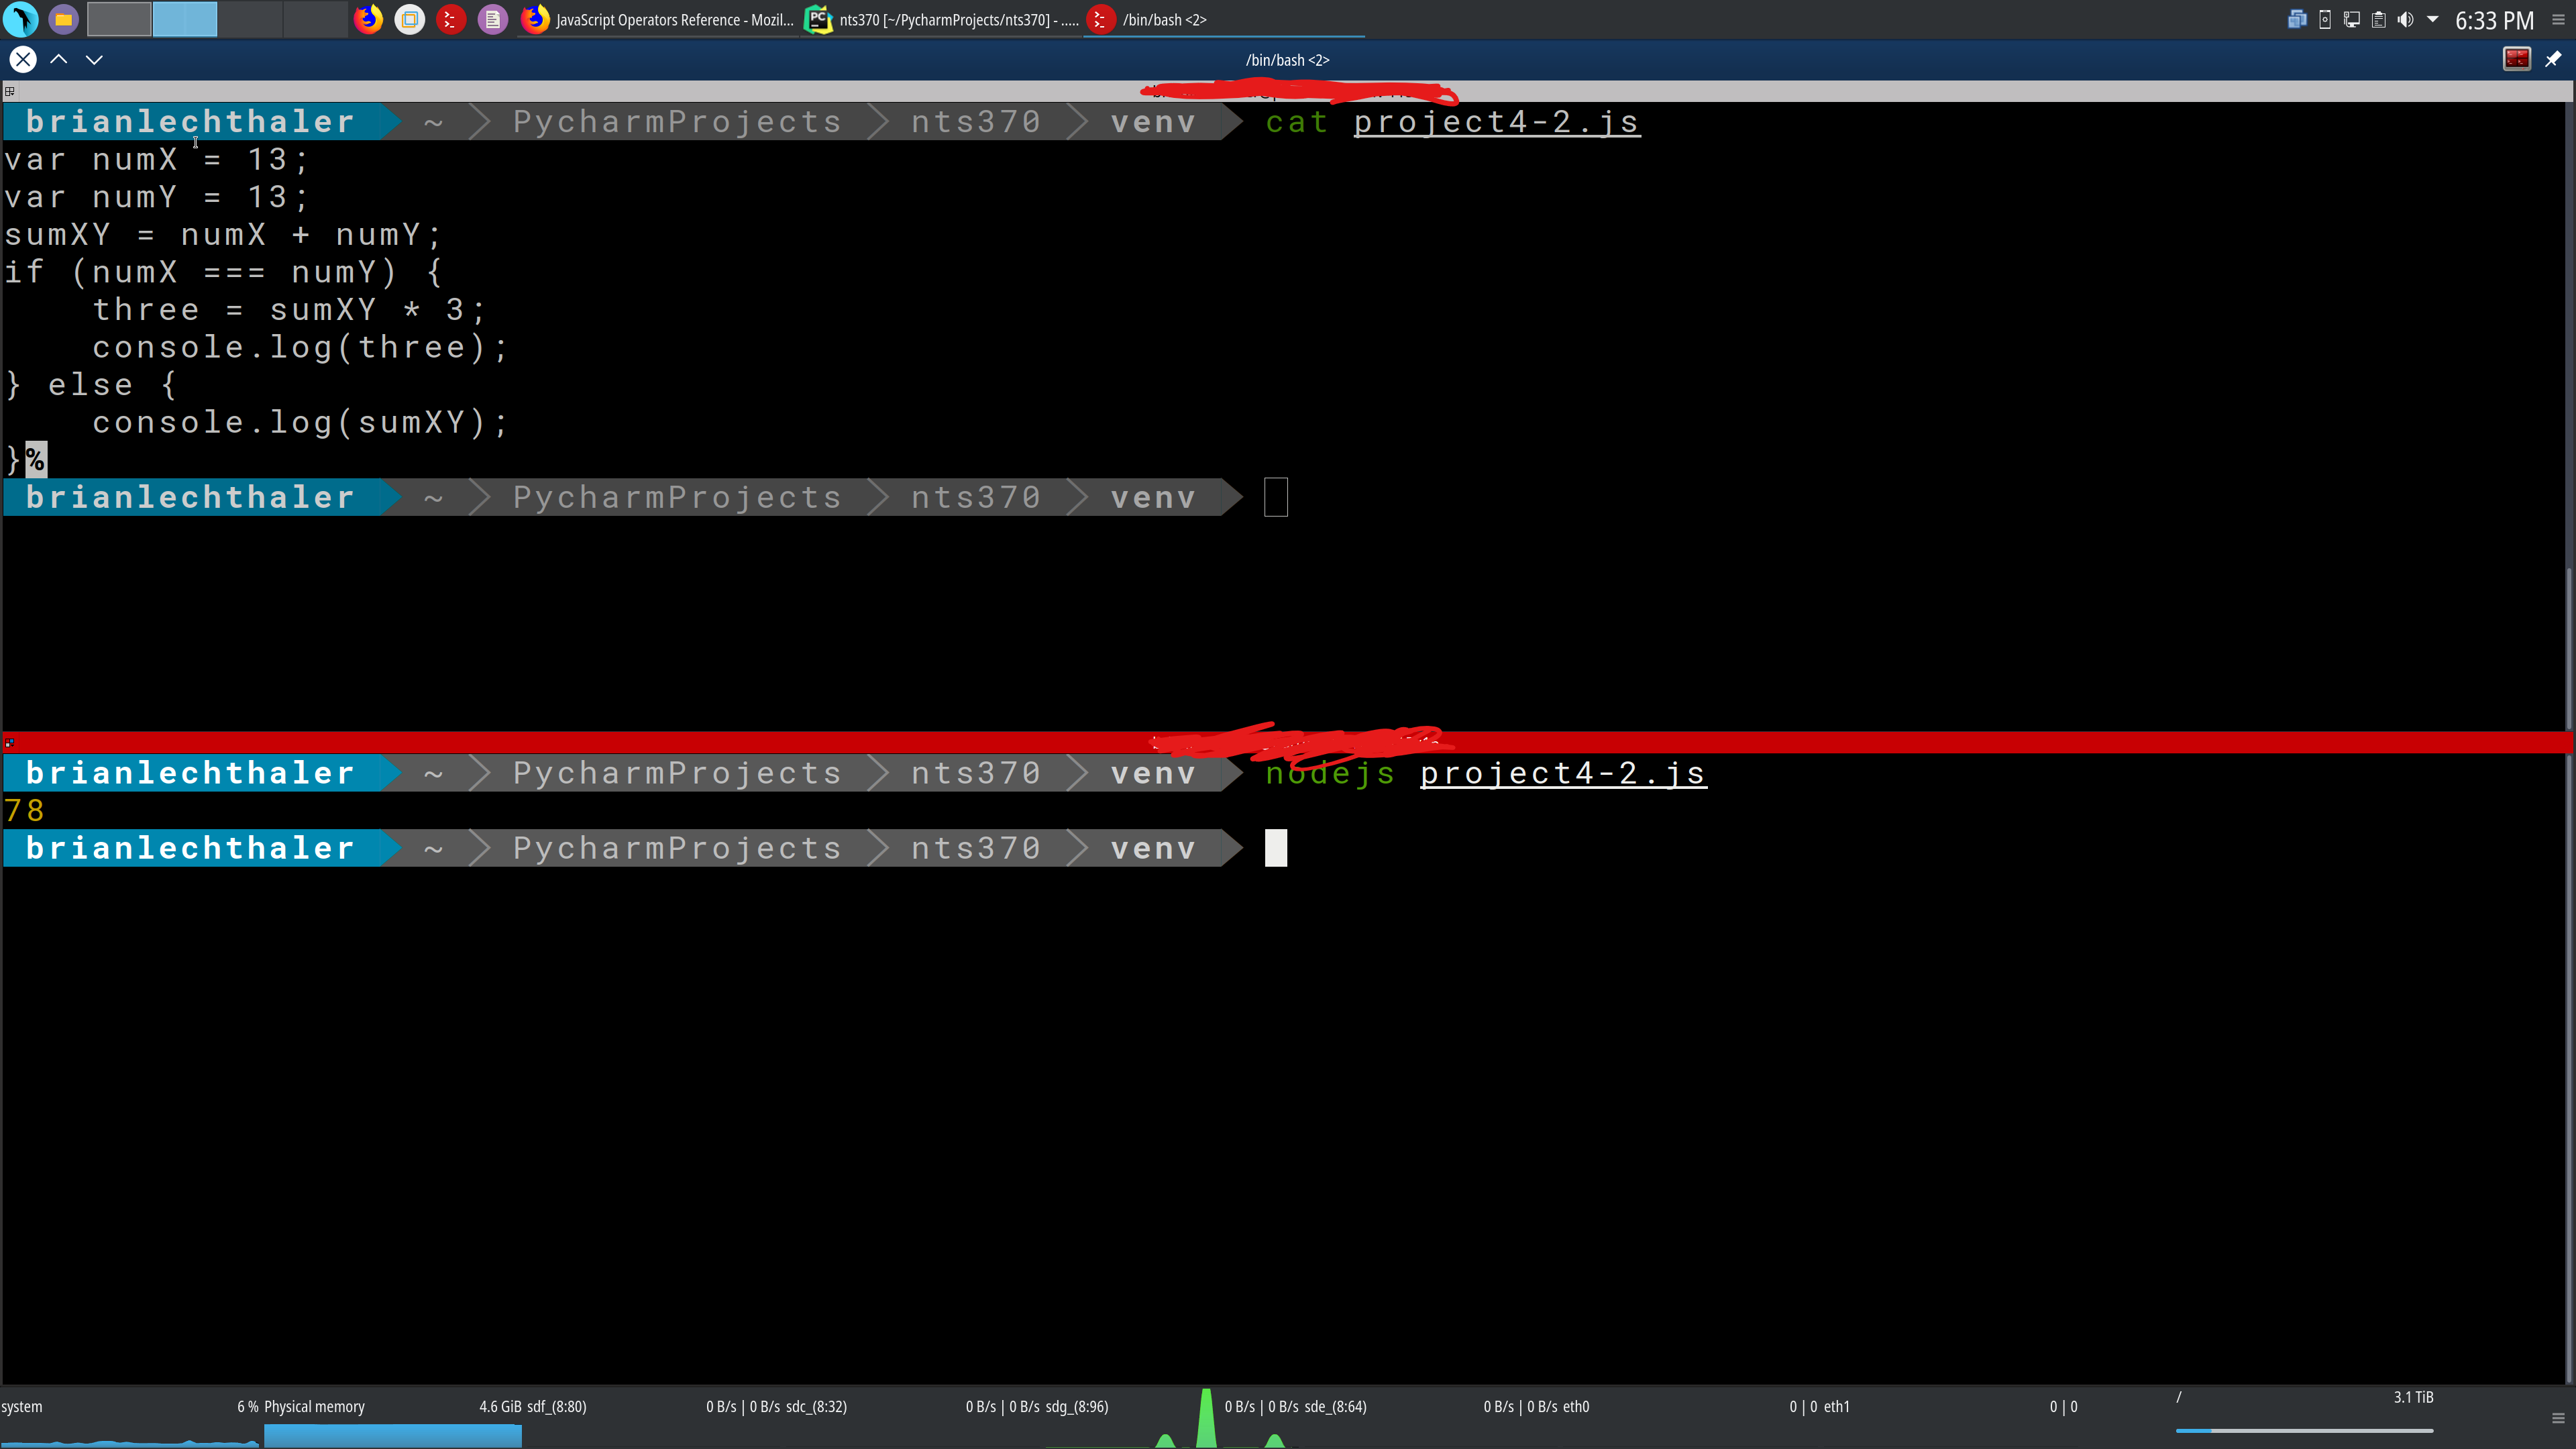 JavaScript Operators Reference - Mozil... nts370 [~/PycharmProjects/nts370] - ..... /bin/bash <2> 6:33 PM
/bin/bash <2>
brianlechthaler ~ PycharmProjects nts370 venv cat project4-2.js
var numX = 13;
var numY = 13;
sumXY = numX + numY;
if (numX === numY) {
    three = sumXY * 3;
    console.log(three);
} else {
    console.log(sumXY);
}%
brianlechthaler ~ PycharmProjects nts370 venv
brianlechthaler ~ PycharmProjects nts370 venv nodejs project4-2.js
78
brianlechthaler ~ PycharmProjects nts370 venv
system 6 % Physical memory 4.6 GiB sdf_(8:80) 0 B/s | 0 B/s sdc_(8:32) 0 B/s | 0 B/s sdg_(8:96) 0 B/s | 0 B/s sde_(8:64) 0 B/s | 0 B/s eth0 0 | 0 eth1 0 | 0 / 3.1 TiB